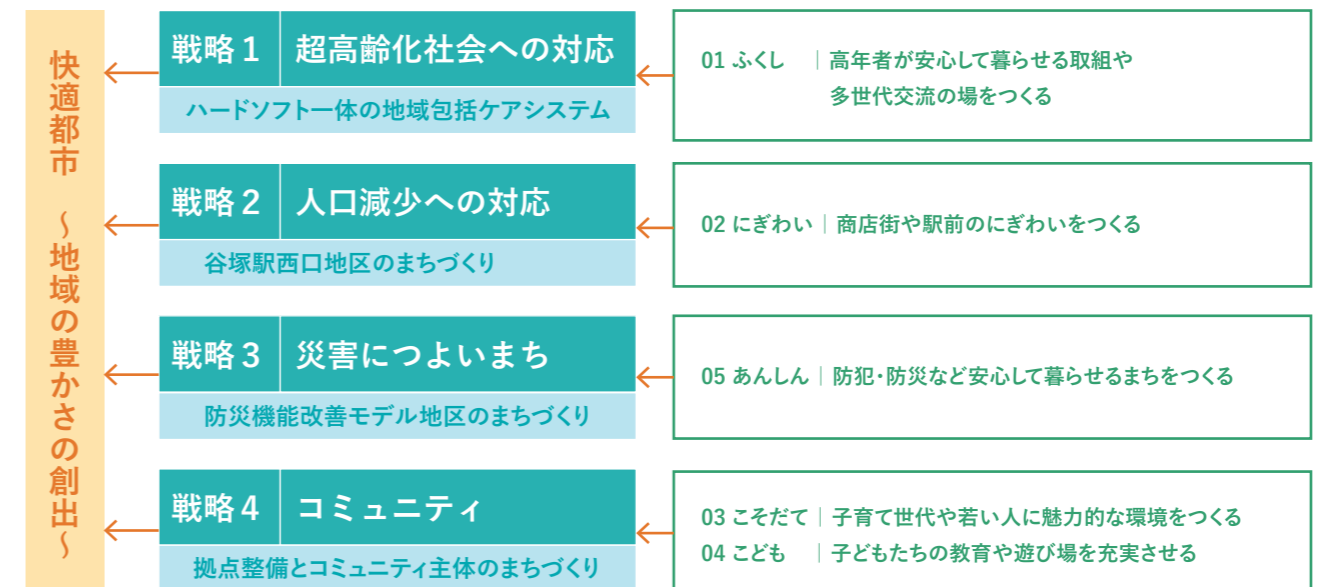 快適都市 〜地域の豊かさの創出〜
戦略1 超高齢化社会への対応
ハードソフト一体の地域包括ケアシステム
01 ふくし ｜高年者が安心して暮らせる取組や
多世代交流の場をつくる
戦略2 人口減少への対応
谷塚駅西口地区のまちづくり
02 にぎわい｜商店街や駅前のにぎわいをつくる
戦略3 災害につよいまち
防災機能改善モデル地区のまちづくり
05 あんしん｜防犯・防災など安心して暮らせるまちをつくる
戦略4 コミュニティ
拠点整備とコミュニティ主体のまちづくり
03 こそだて｜子育て世代や若い人に魅力的な環境をつくる
04 こども ｜子どもたちの教育や遊び場を充実させる